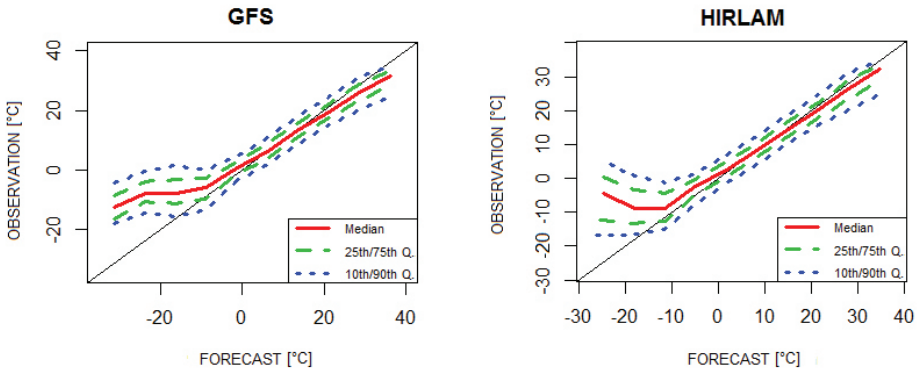 GFS
OBSERVATION [°C]
40
20
0
-20
-20
0
20
40
FORECAST [°C]
Median
25th/75th Q.
10th/90th Q.
HIRLAM
OBSERVATION [°C]
30
20
10
0
-10
-20
-30
-30
-20
-10
0
10
20
30
40
FORECAST [°C]
Median
25th/75th Q.
10th/90th Q.